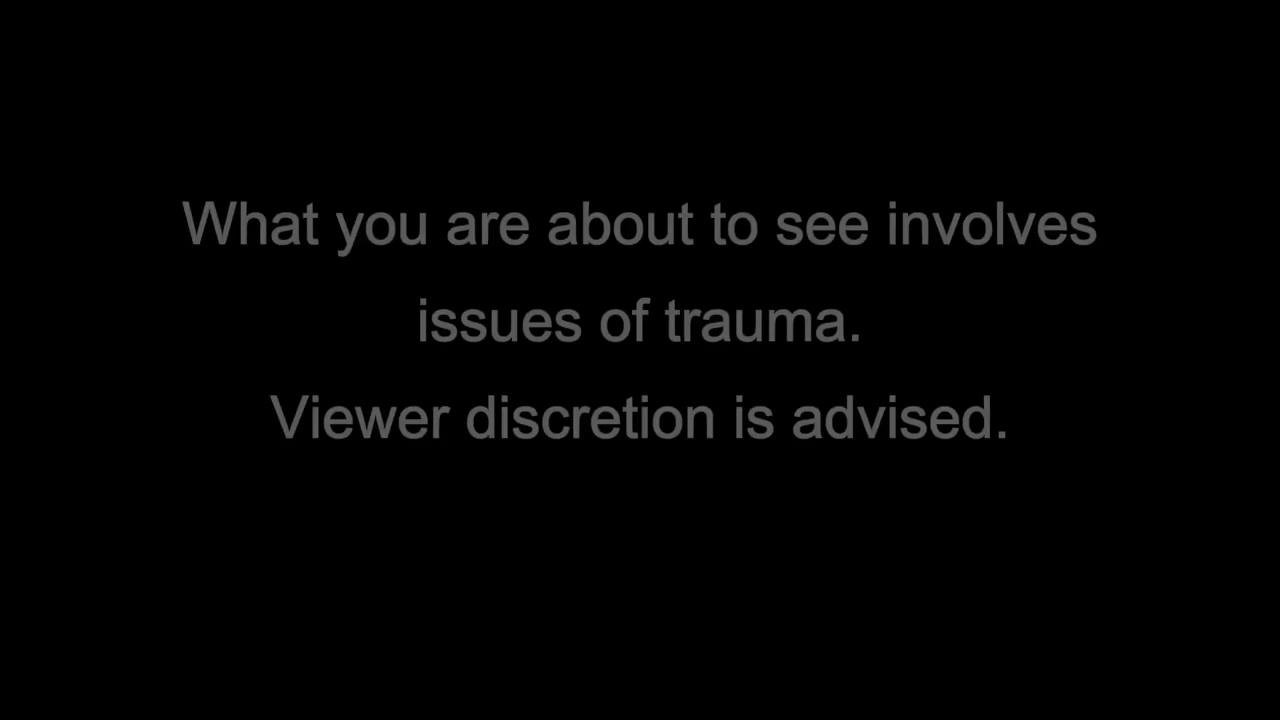 What you are about to see involves
issues of trauma.
Viewer discretion is advised.